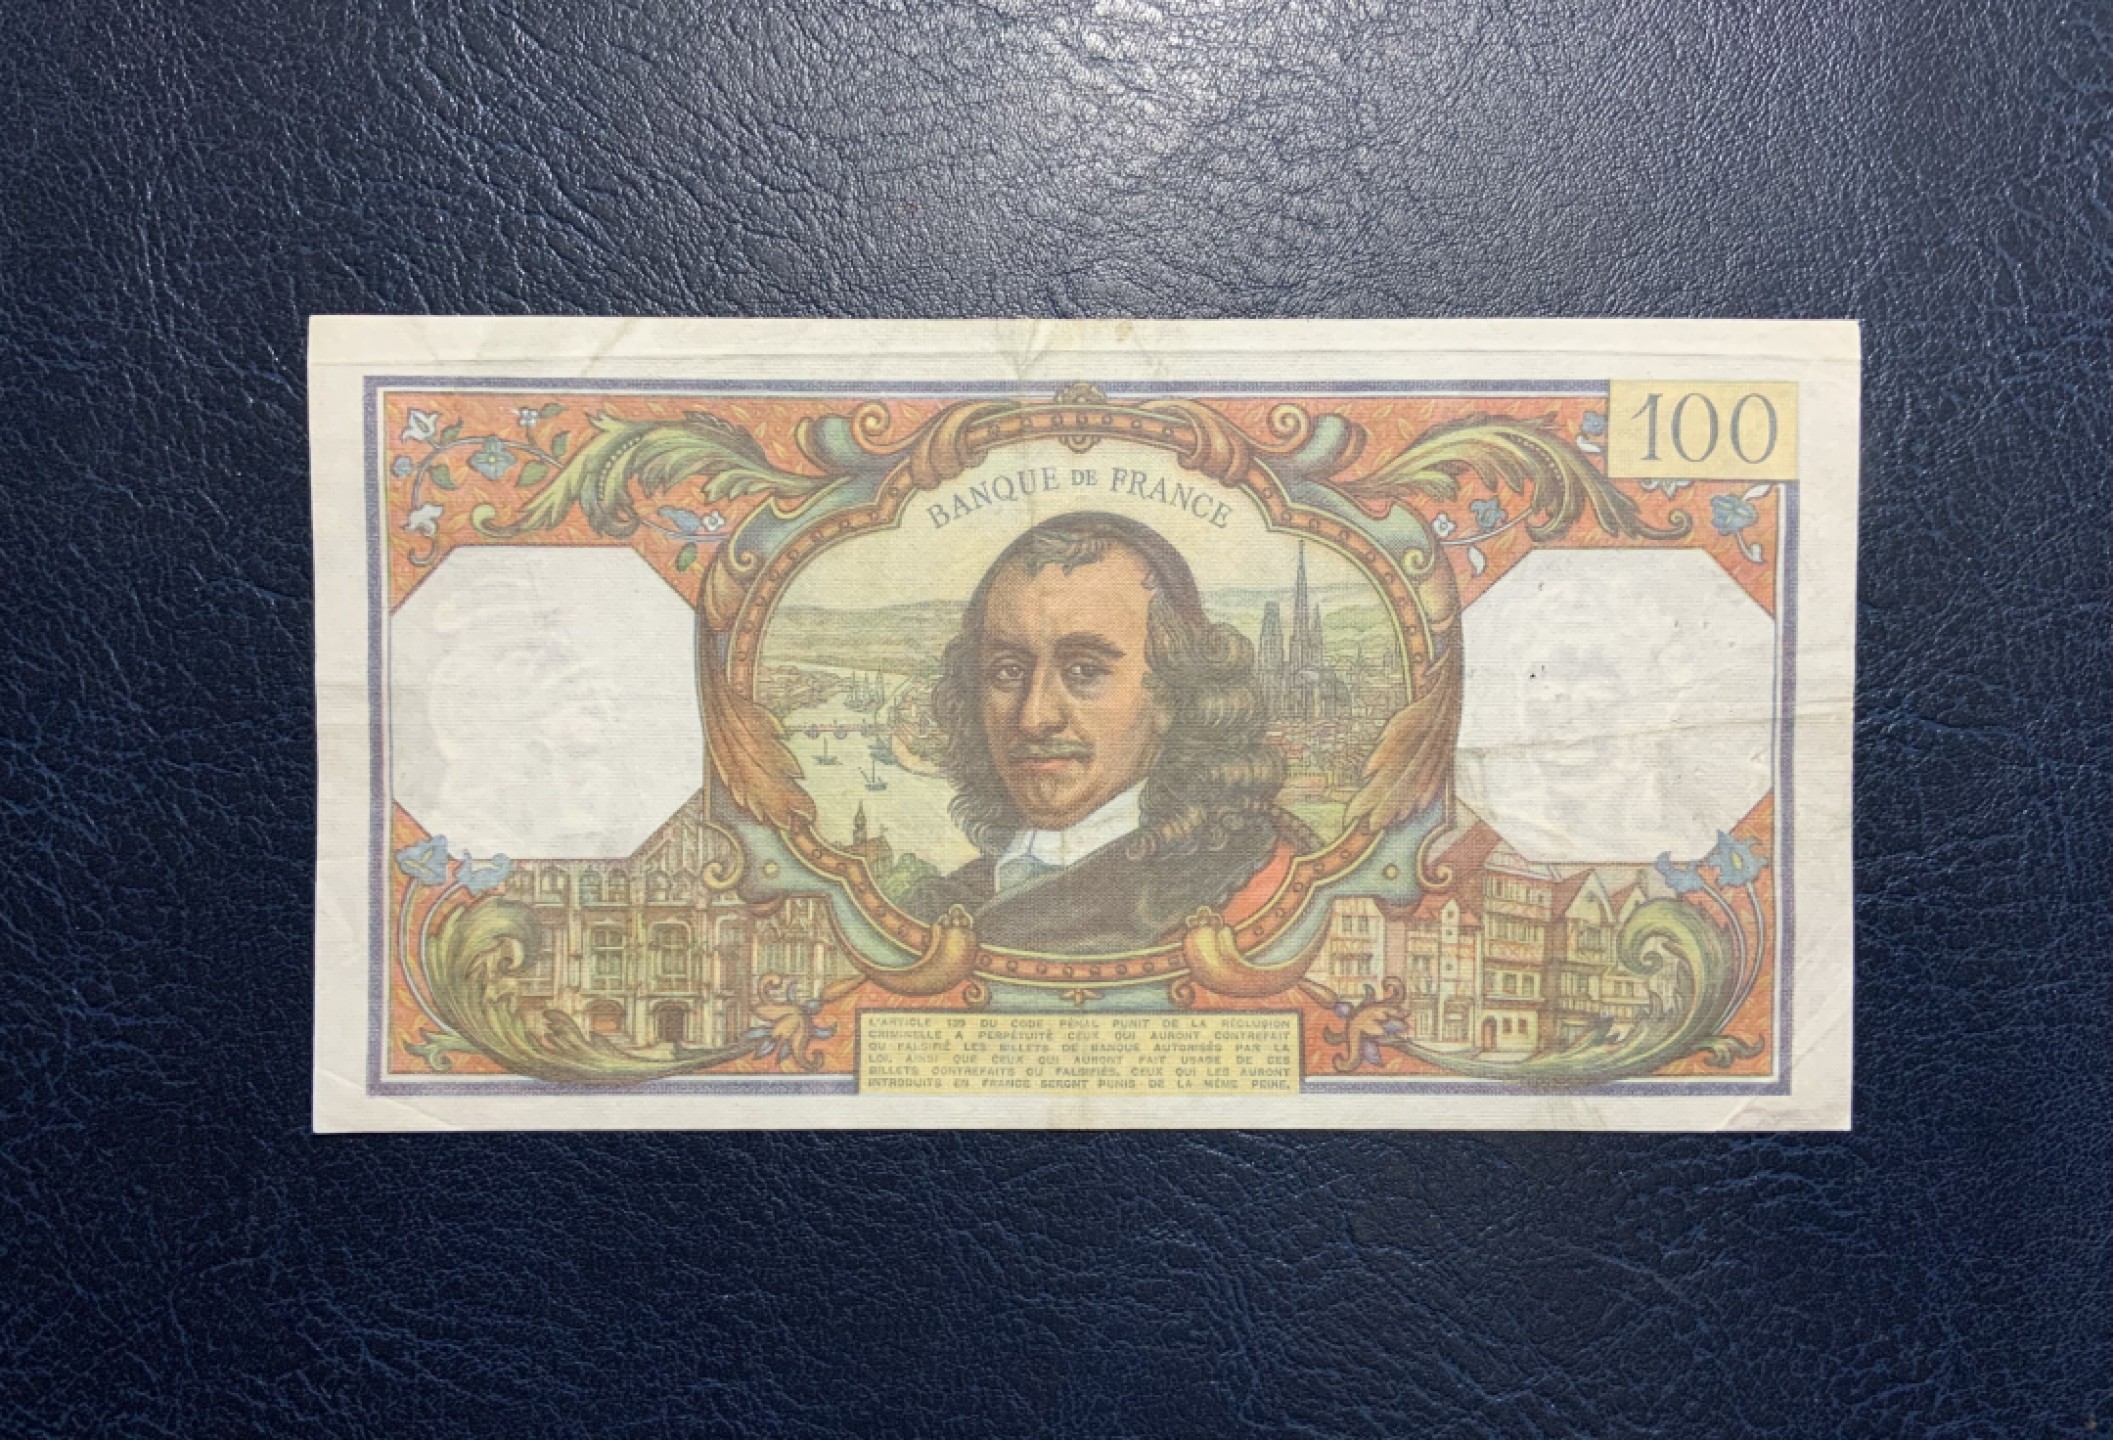 100
BANQUE DE FRANCE
L'ARTICLE 139 DU CODE PÉNAL PUNIT DE LA RÉCLUSION
CRIMINELLE A PERPÉTUITÉ CEUX QUI AURONT CONTREFAIT
OU FALSIFIÉ LES BILLETS DE BANQUE AUTORISÉS PAR LA
LOI, AINSI QUE CEUX QUI AURONT FAIT USAGE DE CES
BILLETS CONTREFAITS OU FALSIFIÉS. CEUX QUI LES AURONT
INTRODUITS EN FRANCE SERONT PUNIS DE LA MÊME PEINE.